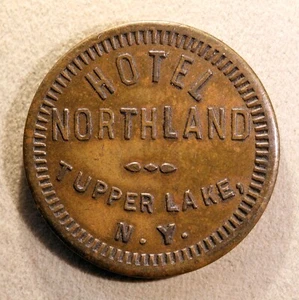 HOTEL
NORTHLAND
TUPPER LAKE,
N.Y.